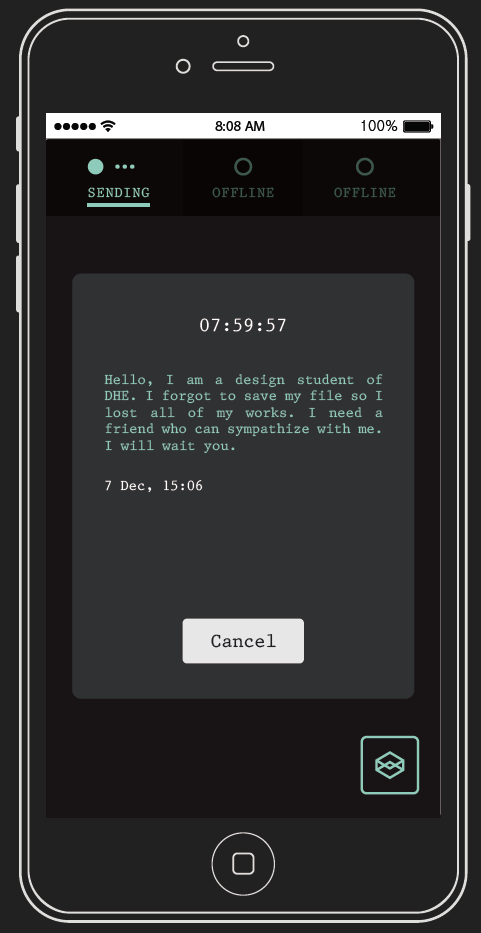 8:08 AM 100%
SENDING OFFLINE OFFLINE
07:59:57
Hello, I am a design student of
DHE. I forgot to save my file so I
lost all of my works. I need a
friend who can sympathize with me.
I will wait you.
7 Dec, 15:06
Cancel